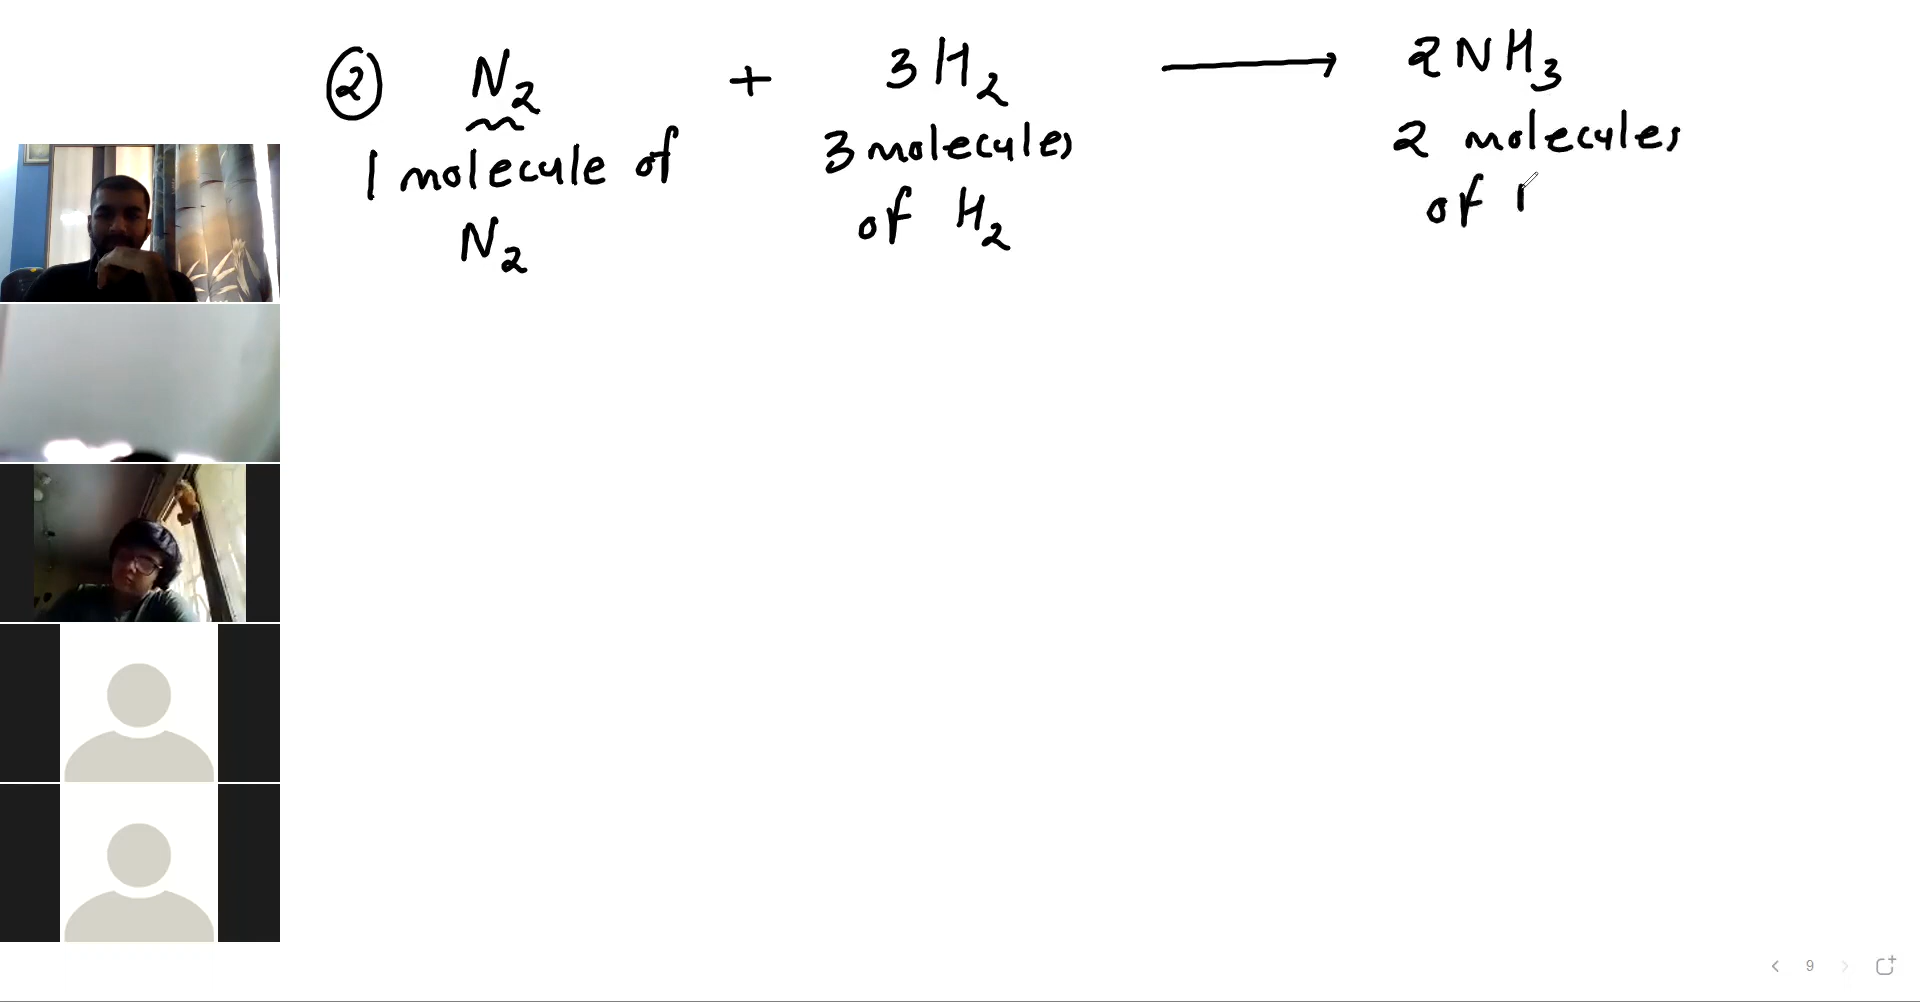 ② N₂ + 3H₂ ⟶ 2NH₃
1 molecule of N₂
3 molecules of H₂
2 molecules of
9